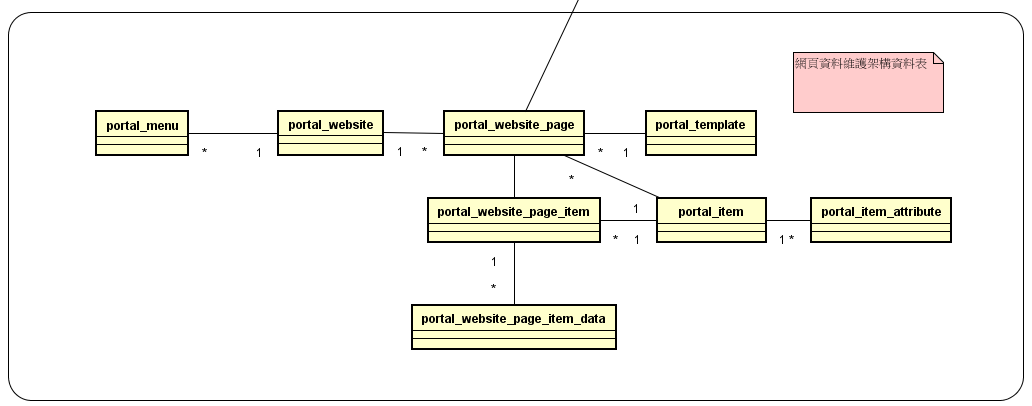 網頁資料維護架構資料表
portal_menu
portal_website
portal_website_page
portal_template
* 1
1 *
* 1
*
1
portal_website_page_item
portal_item
portal_item_attribute
* 1
1 *
1
*
portal_website_page_item_data